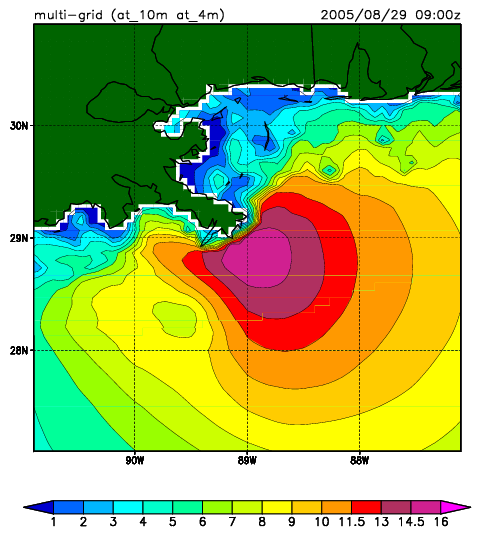 multi-grid (at_10m at_4m) 2005/08/29 09:00z
30N
29N
28N
90W 89W 88W
1 2 3 4 5 6 7 8 9 10 11.5 13 14.5 16